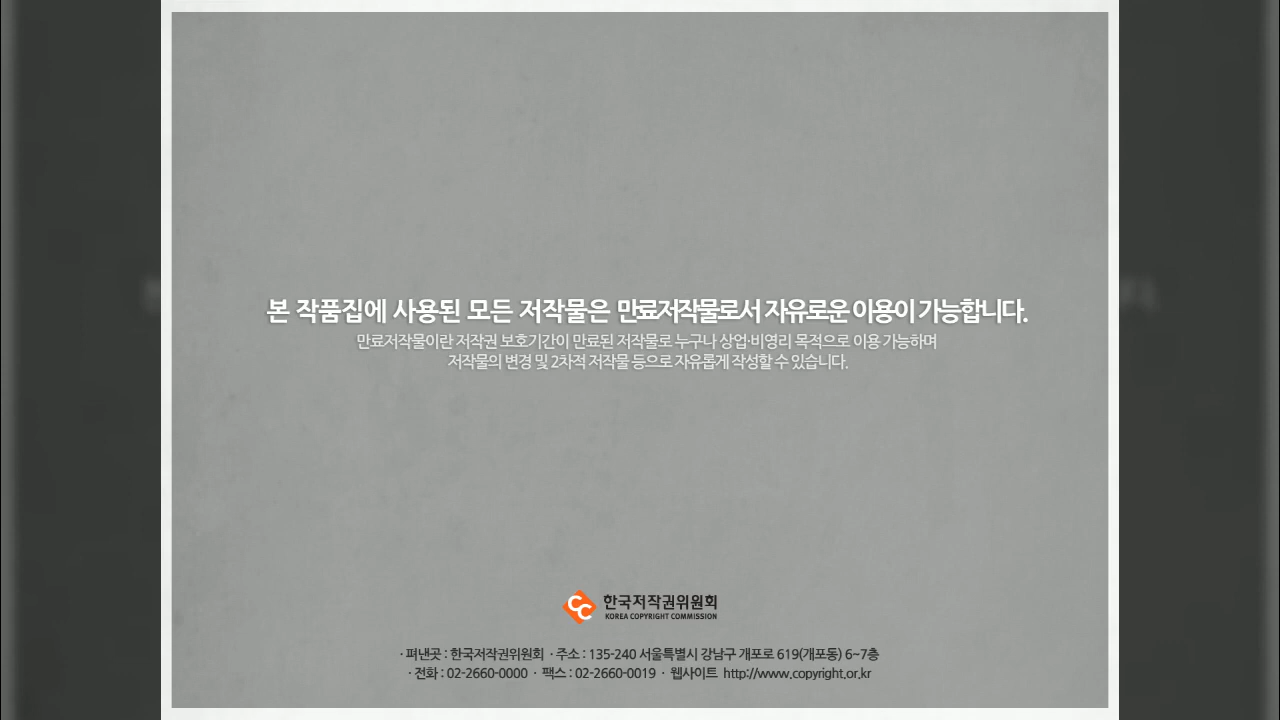 본 작품집에 사용된 모든 저작물은 만료저작물로서 자유로운 이용이 가능합니다.
만료저작물이란 저작권 보호기간이 만료된 저작물로 누구나 상업·비영리 목적으로 이용 가능하며
저작물의 변경 및 2차적 저작물 등으로 자유롭게 작성할 수 있습니다.
한국저작권위원회
KOREA COPYRIGHT COMMISSION
· 펴낸곳 : 한국저작권위원회 · 주소 : 135-240 서울특별시 강남구 개포로 619(개포동) 6~7층
· 전화 : 02-2660-0000 · 팩스 : 02-2660-0019 · 웹사이트 http://www.copyright.or.kr